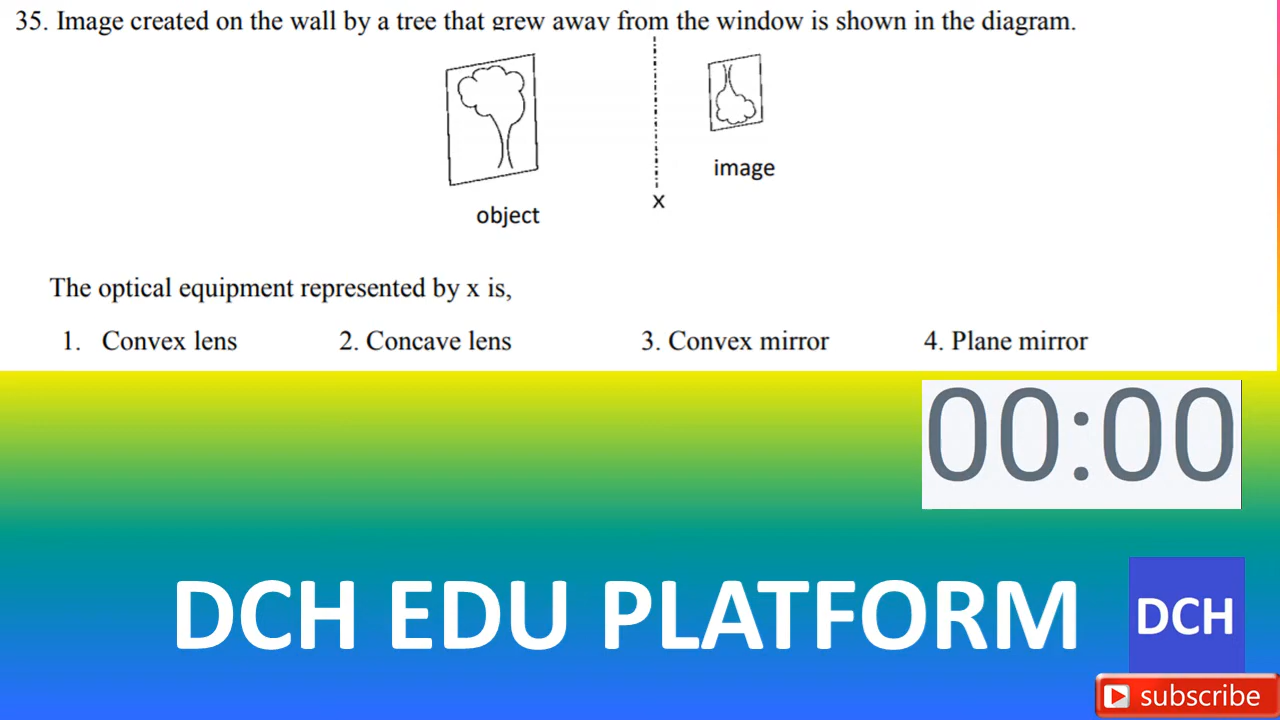 35. Image created on the wall by a tree that grew away from the window is shown in the diagram.
image
x
object
The optical equipment represented by x is,
1. Convex lens 2. Concave lens 3. Convex mirror 4. Plane mirror
00:00
DCH EDU PLATFORM
DCH
subscribe